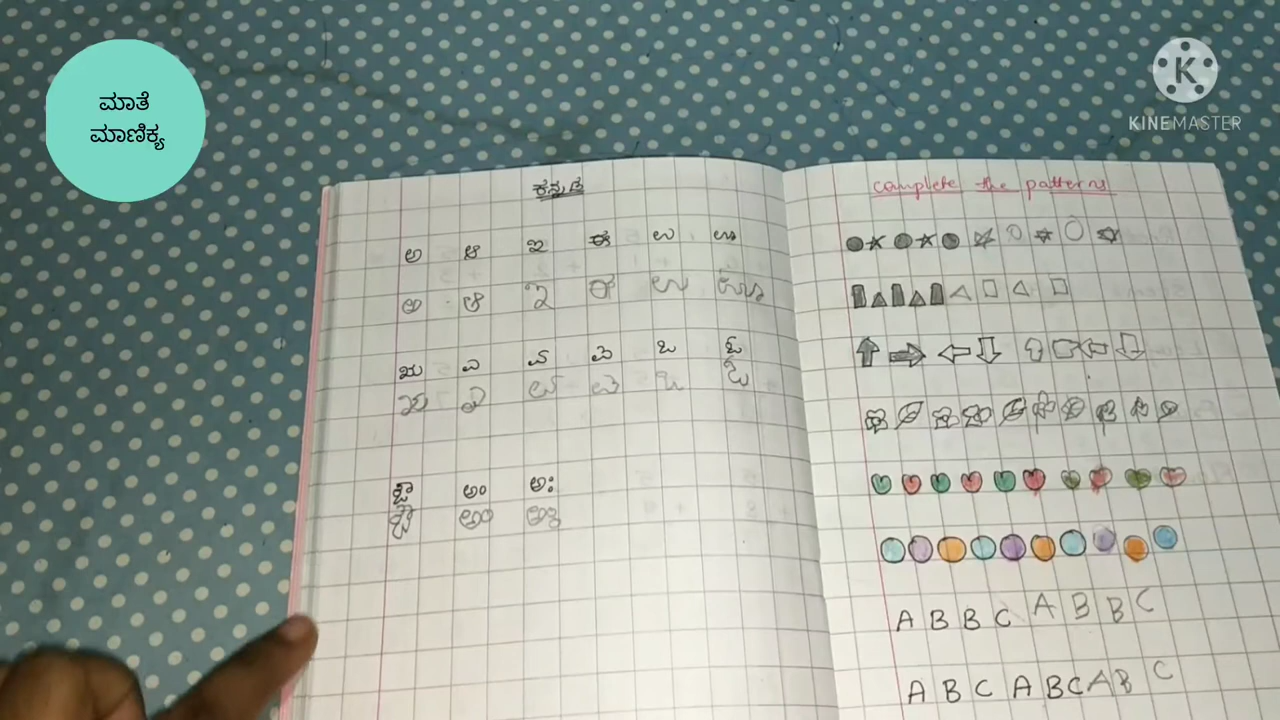 ಮಾತೆ
ಮಾಣಿಕ್ಯ
KINEMASTER
ಕನ್ನಡ
ಅ ಆ ಇ ಈ ಉ ಊ
ಅ ಆ ಇ ಈ ಉ ಊ
ಋ ಎ ಏ ಐ ಒ ಓ
ಋ ಎ ಏ ಐ ಒ ಓ
ಔ ಅಂ ಅಃ
ಔ ಅಂ ಅಃ
complete the patterns
A B B C A B B C
A B C A B C A B C